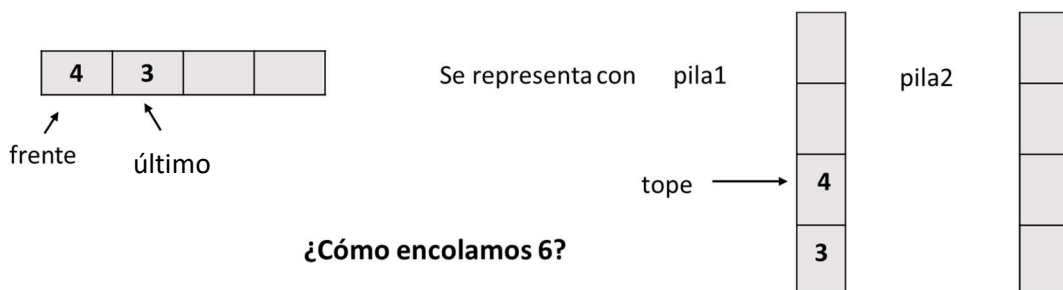 4 3
frente
último
Se representa con pila1
pila2
tope
4
3
¿Cómo encolamos 6?